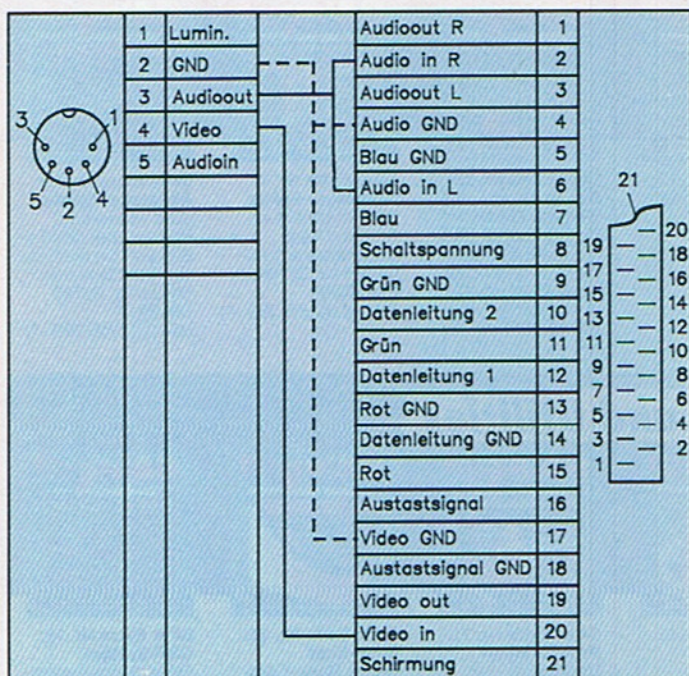 1 Lumin.
2 GND
3 Audioout
4 Video
5 Audioin
3 1
5 2 4
Audioout R 1
Audio in R 2
Audioout L 3
Audio GND 4
Blau GND 5
Audio in L 6
Blau 7
Schaltspannung 8
Grün GND 9
Datenleitung 2 10
Grün 11
Datenleitung 1 12
Rot GND 13
Datenleitung GND 14
Rot 15
Austastsignal 16
Video GND 17
Austastsignal GND 18
Video out 19
Video in 20
Schirmung 21
21
20
19
18
17
16
15
14
13
12
11
10
9
8
7
6
5
4
3
2
1